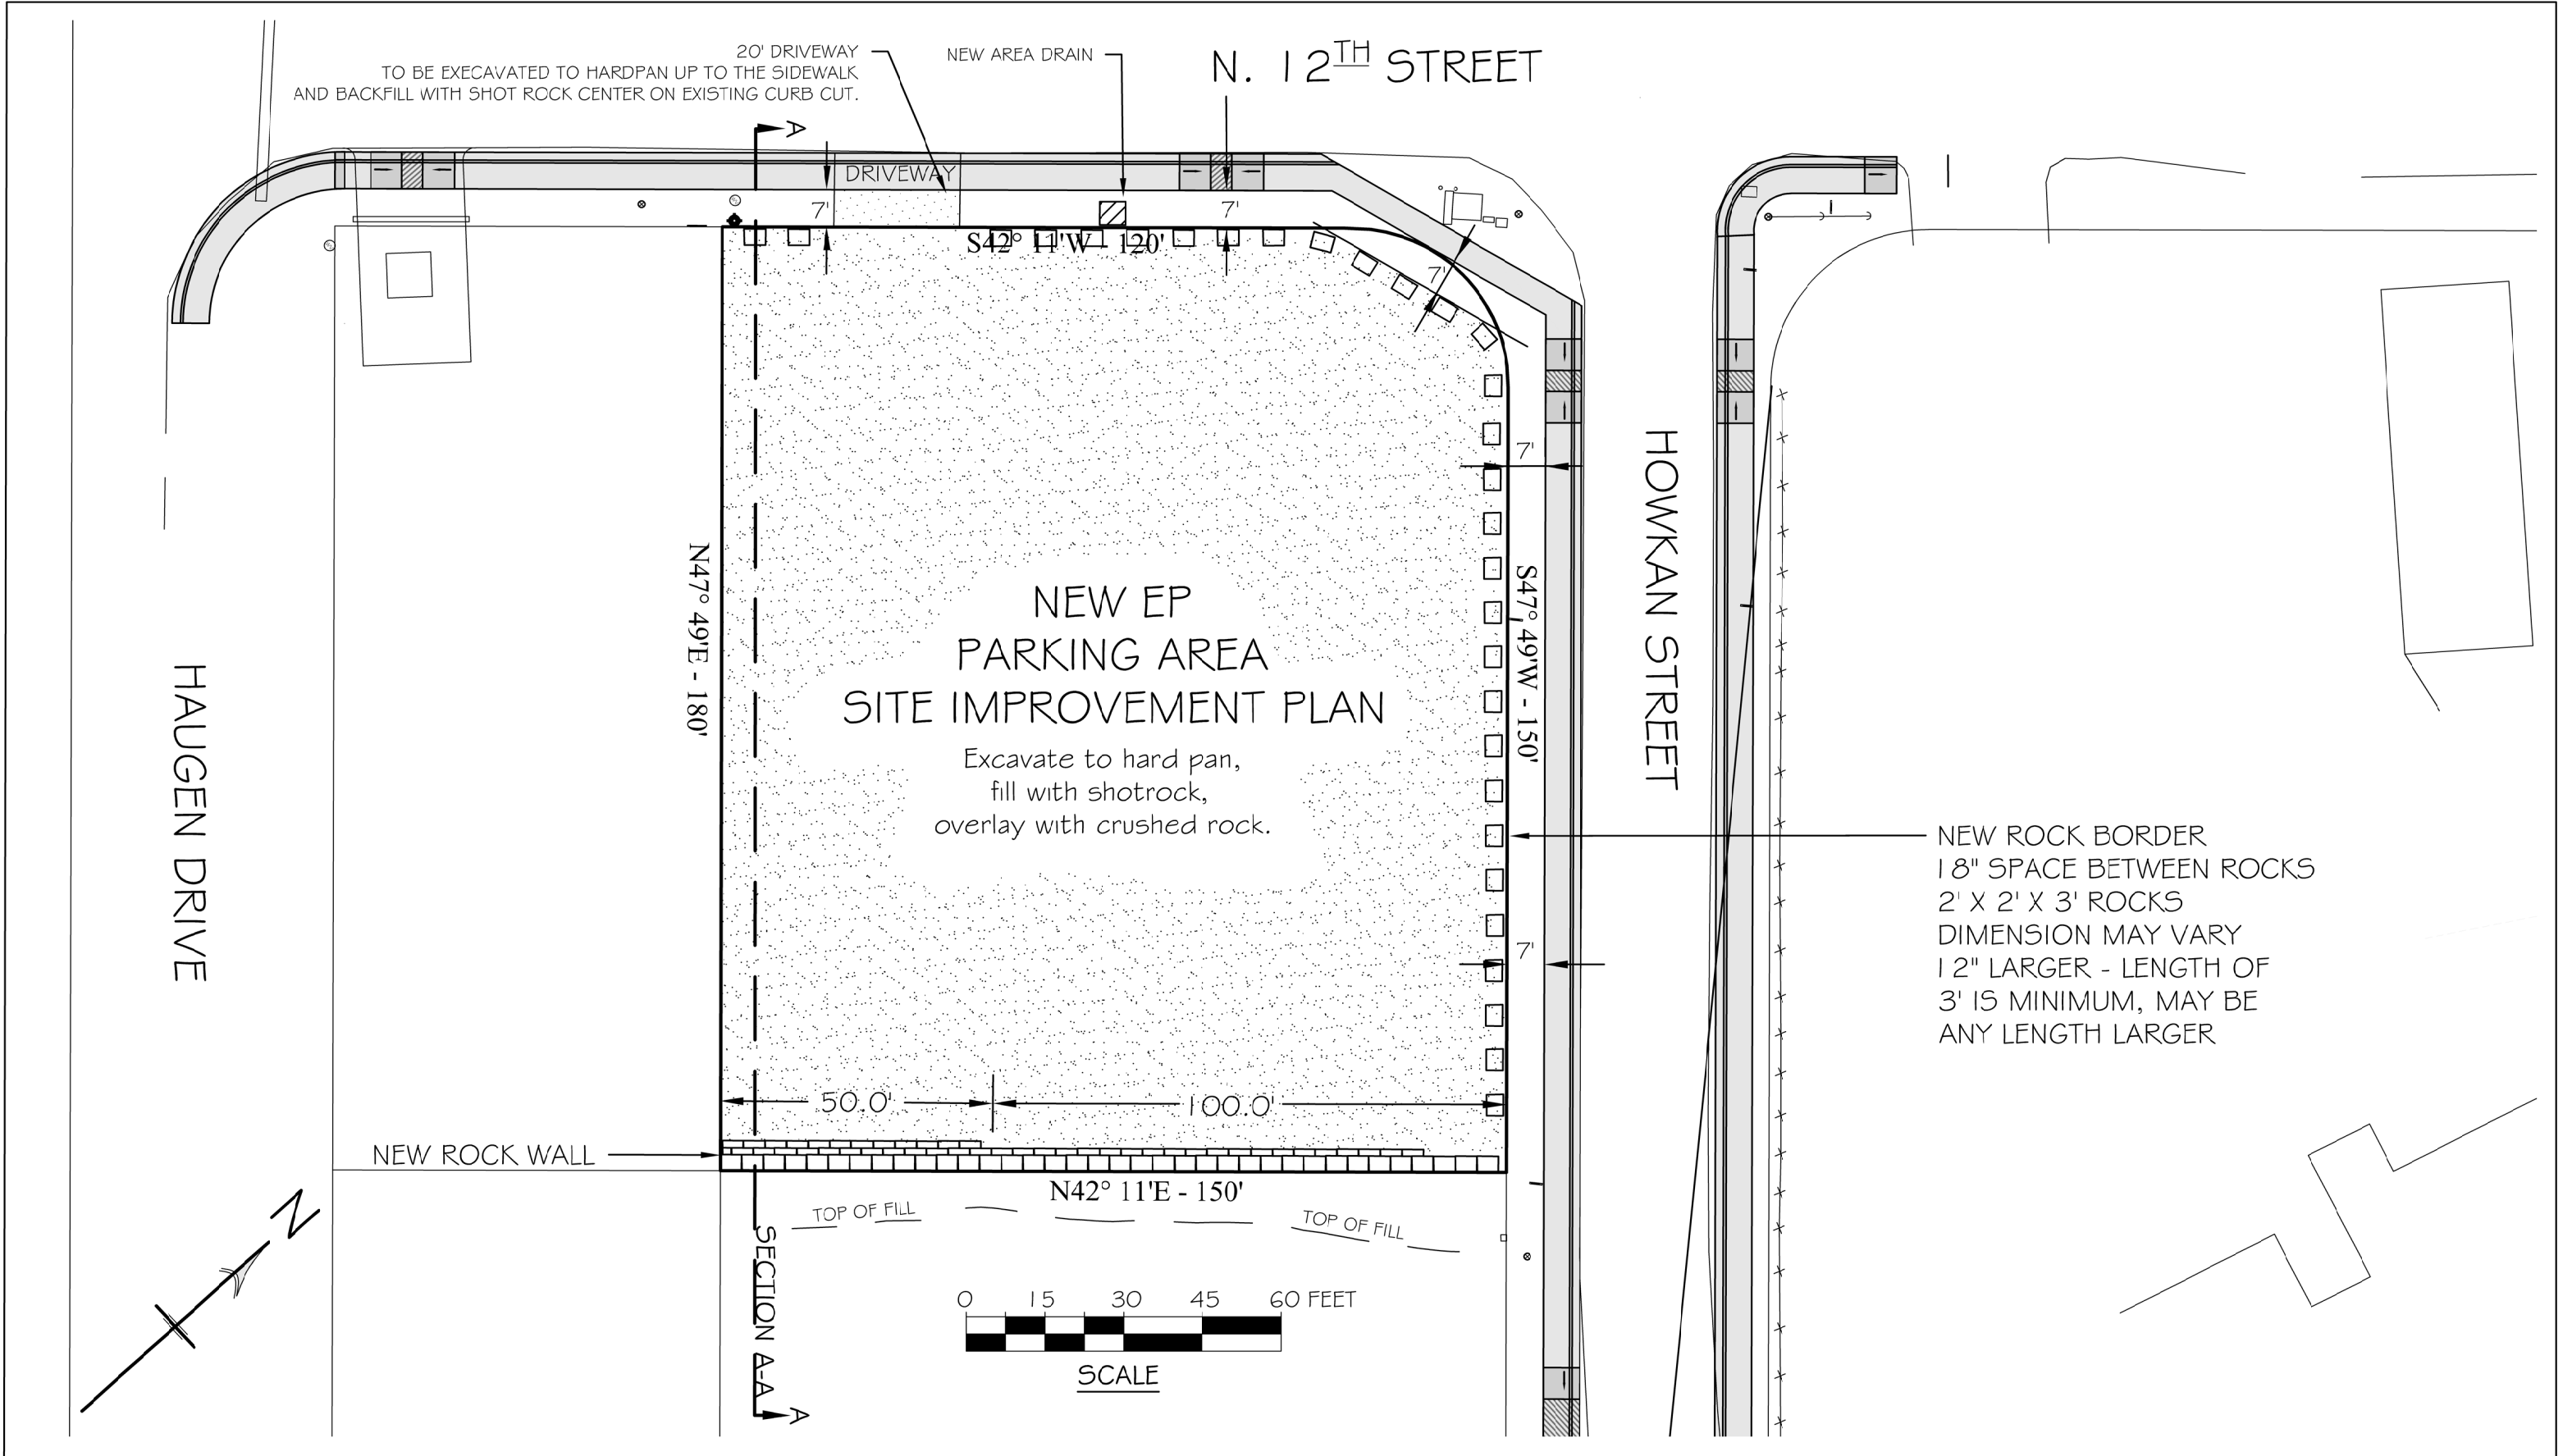 20' DRIVEWAY
TO BE EXECAVATED TO HARDPAN UP TO THE SIDEWALK
AND BACKFILL WITH SHOT ROCK CENTER ON EXISTING CURB CUT.
NEW AREA DRAIN
N. 12TH STREET
A
DRIVEWAY
7'
7'
S42° 11'W - 120'
7'
7'
HOWKAN STREET
N47° 49'E - 180'
S47° 49'W - 150'
NEW EP
PARKING AREA
SITE IMPROVEMENT PLAN
Excavate to hard pan,
fill with shotrock,
overlay with crushed rock.
HAUGEN DRIVE
NEW ROCK BORDER
18" SPACE BETWEEN ROCKS
2' X 2' X 3' ROCKS
DIMENSION MAY VARY
12" LARGER - LENGTH OF
3' IS MINIMUM, MAY BE
ANY LENGTH LARGER
7'
50.0'
100.0'
NEW ROCK WALL
N42° 11'E - 150'
TOP OF FILL
TOP OF FILL
N
SECTION A-A
0 15 30 45 60 FEET
SCALE
A